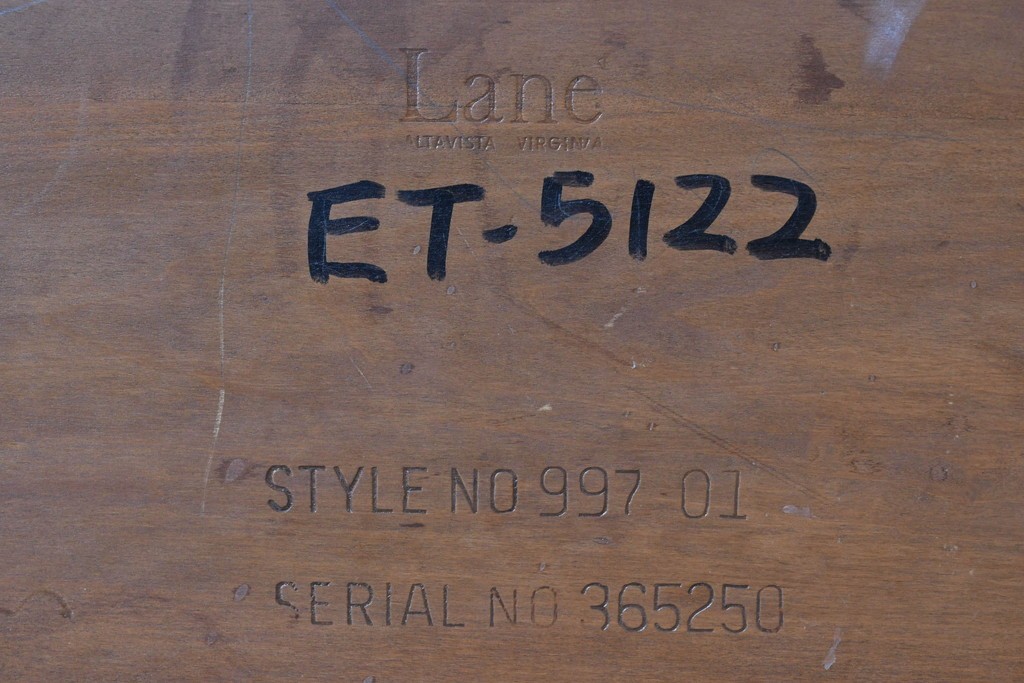 Lane
ALTAVISTA VIRGINIA
ET-5122
STYLE NO 997 01
SERIAL NO 365250